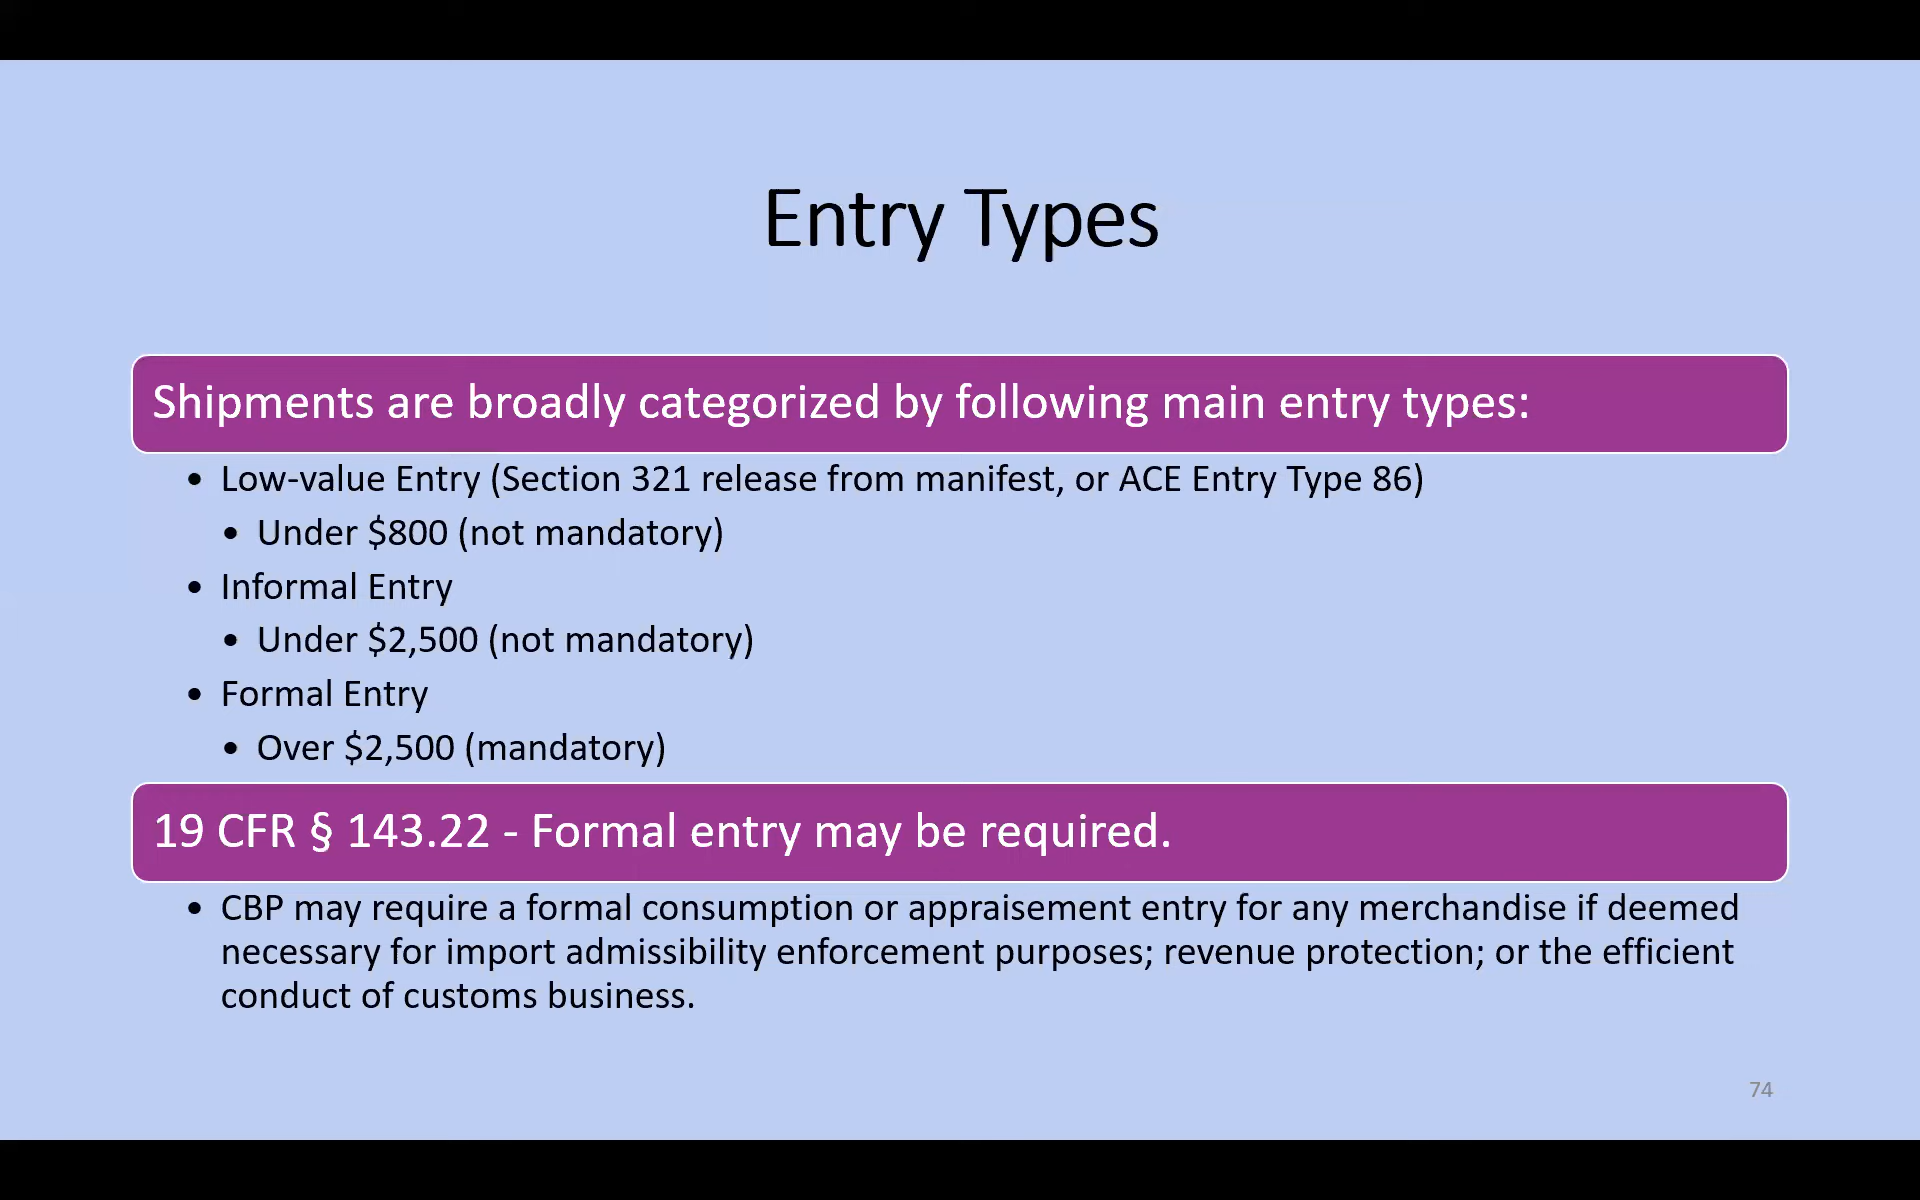 Entry Types
Shipments are broadly categorized by following main entry types:
• Low-value Entry (Section 321 release from manifest, or ACE Entry Type 86)
• Under $800 (not mandatory)
• Informal Entry
• Under $2,500 (not mandatory)
• Formal Entry
• Over $2,500 (mandatory)
19 CFR § 143.22 - Formal entry may be required.
• CBP may require a formal consumption or appraisement entry for any merchandise if deemed
necessary for import admissibility enforcement purposes; revenue protection; or the efficient
conduct of customs business.
74